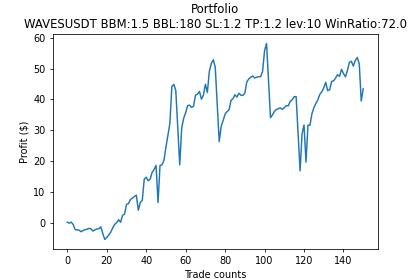 Portfolio
WAVESUSDT BBM:1.5 BBL:180 SL:1.2 TP:1.2 lev:10 WinRatio:72.0
Profit ($)
60
50
40
30
20
10
0
0 20 40 60 80 100 120 140
Trade counts